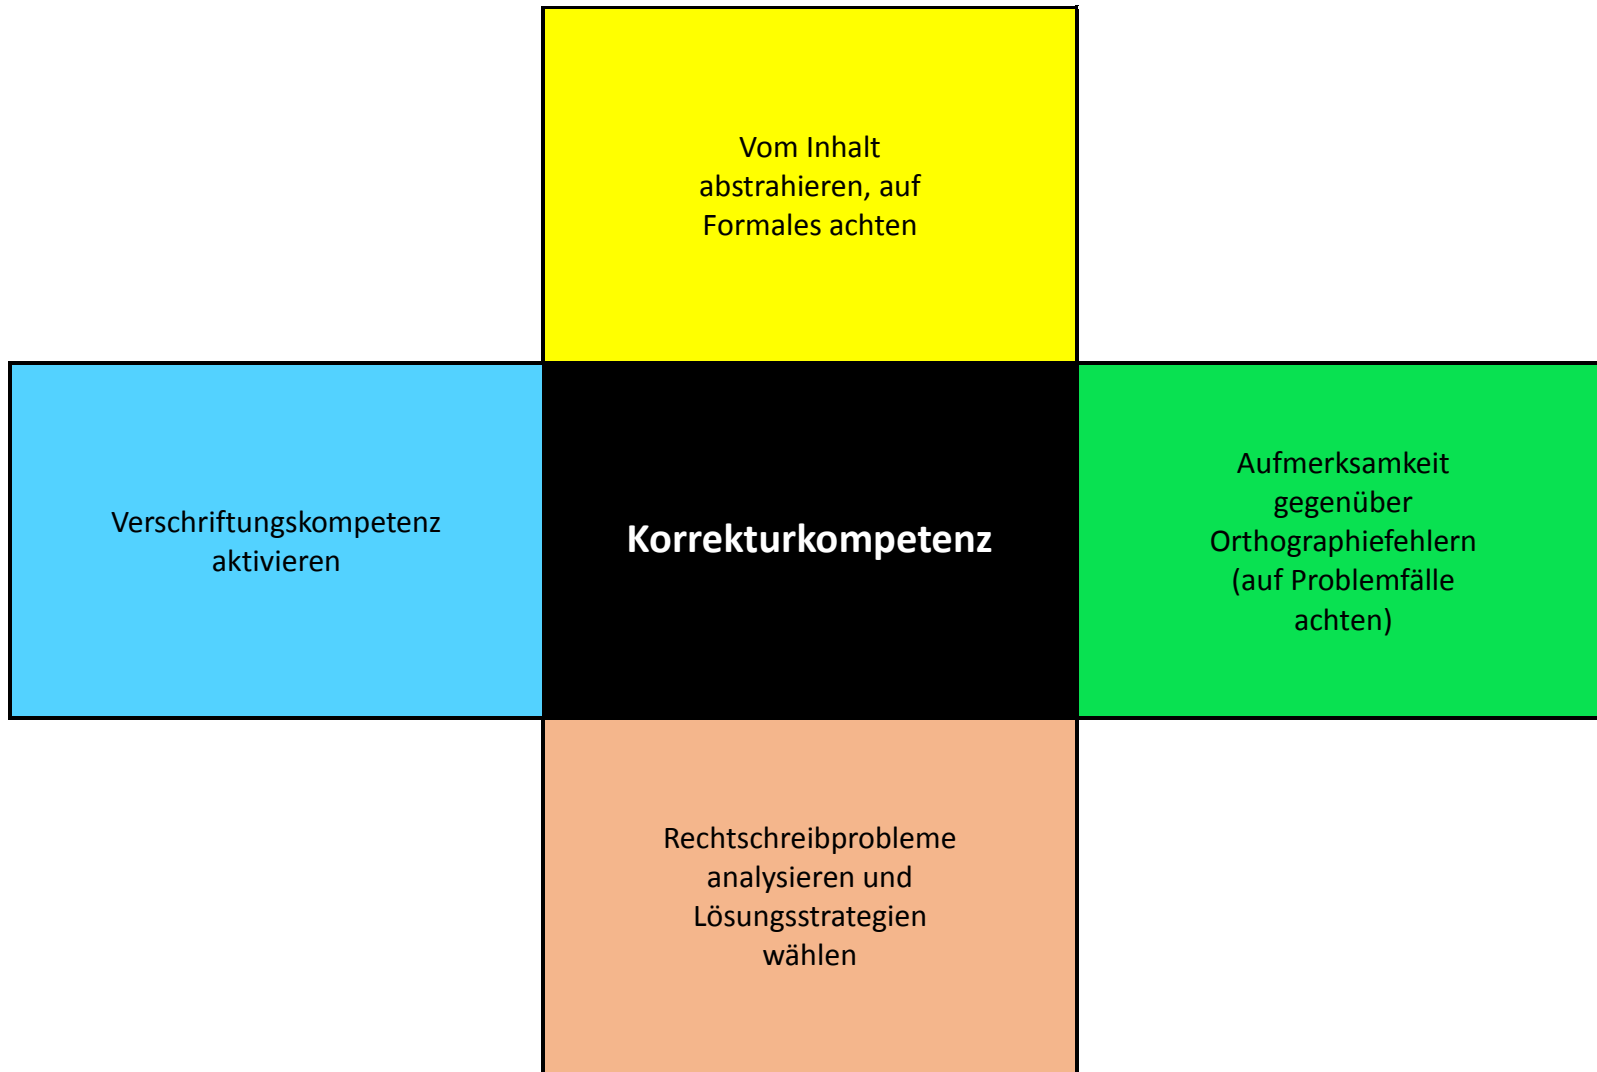 Vom Inhalt
abstrahieren, auf
Formales achten
Verschriftungskompetenz
aktivieren
Korrekturkompetenz
Aufmerksamkeit
gegenüber
Orthographiefehlern
(auf Problemfälle
achten)
Rechtschreibprobleme
analysieren und
Lösungsstrategien
wählen